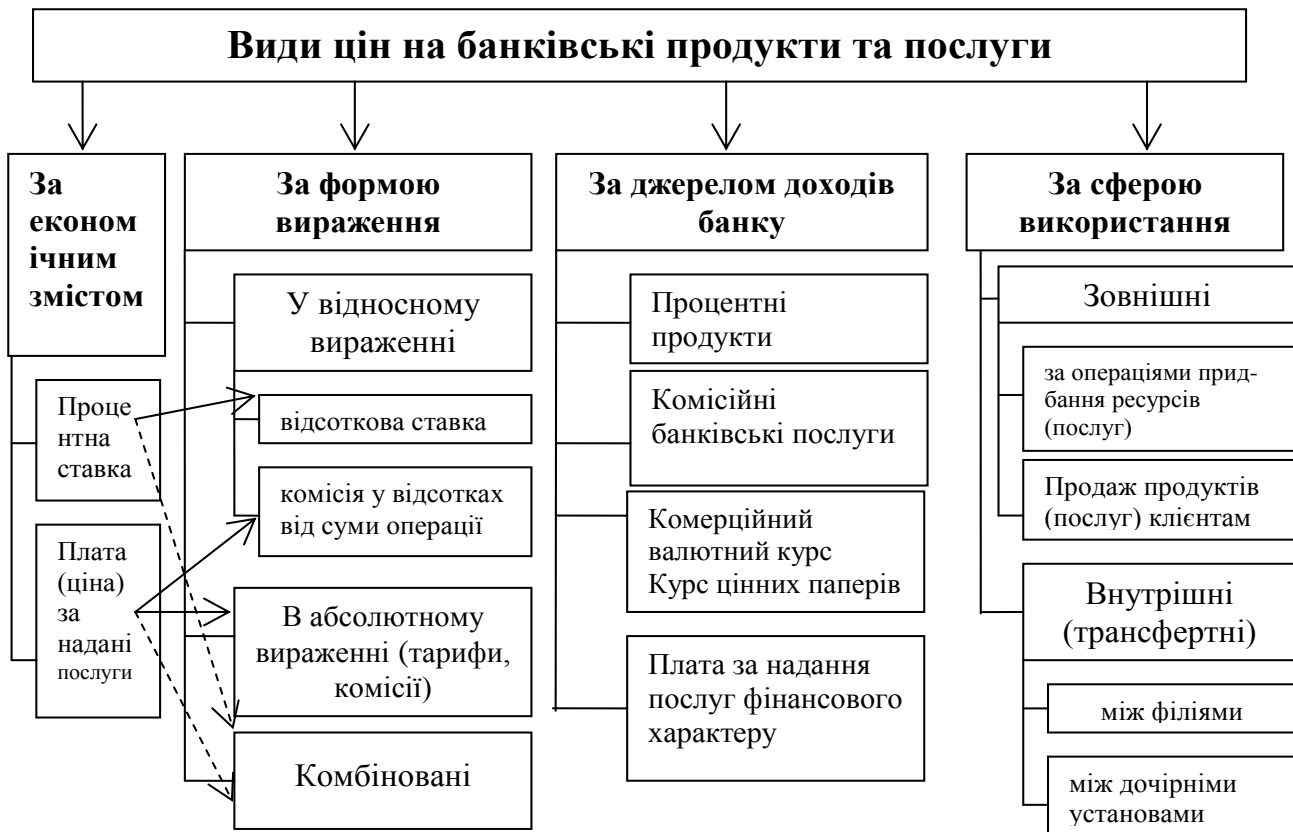 Види цін на банківські продукти та послуги
За
економ
ічним
змістом
Проце
нтна
ставка
Плата
(ціна)
за
надані
послуги
За формою
вираження
У відносному
вираженні
відсоткова ставка
комісія у відсотках
від суми операції
В абсолютному
вираженні (тарифи,
комісії)
Комбіновані
За джерелом доходів
банку
Процентні
продукти
Комісійні
банківські послуги
Комерційний
валютний курс
Курс цінних паперів
Плата за надання
послуг фінансового
характеру
За сферою
використання
Зовнішні
за операціями прид-
бання ресурсів
(послуг)
Продаж продуктів
(послуг) клієнтам
Внутрішні
(трансфертні)
між філіями
між дочірніми
установами